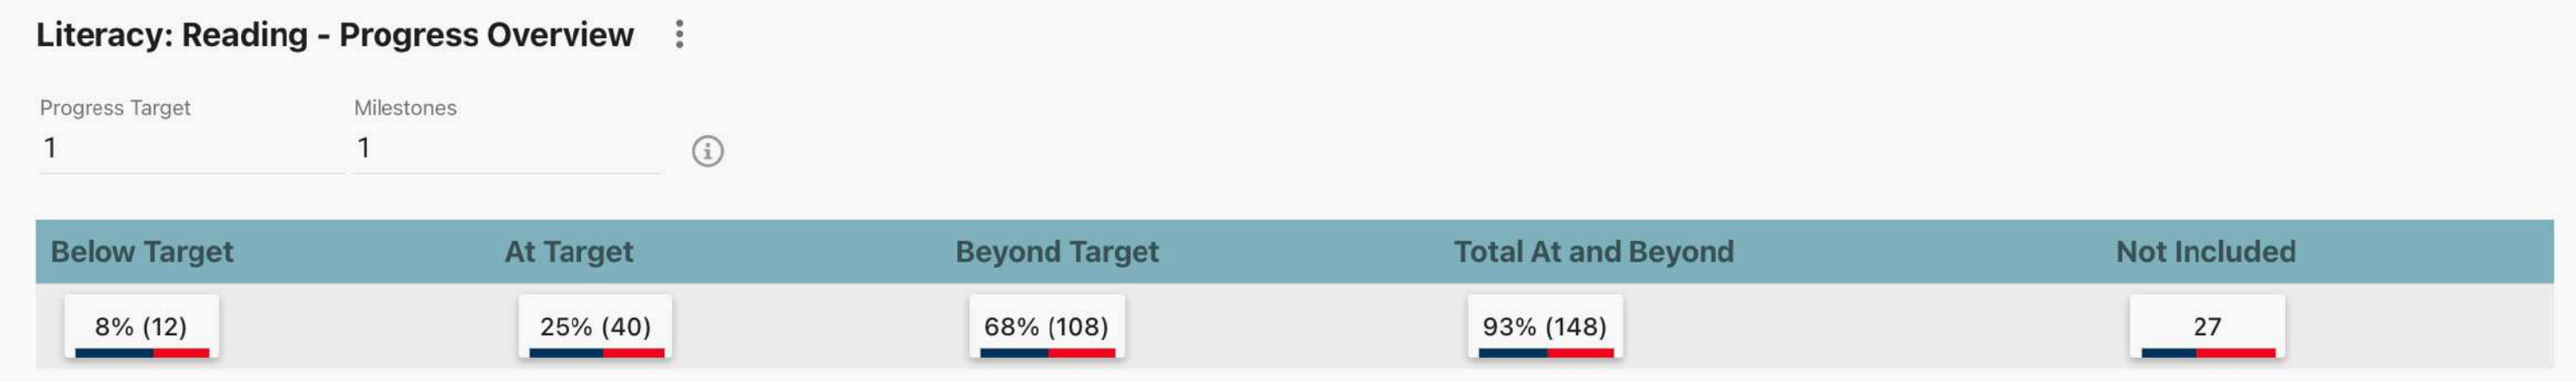 Literacy: Reading - Progress Overview
Progress Target Milestones
1 1
Below Target At Target Beyond Target Total At and Beyond Not Included
8% (12) 25% (40) 68% (108) 93% (148) 27